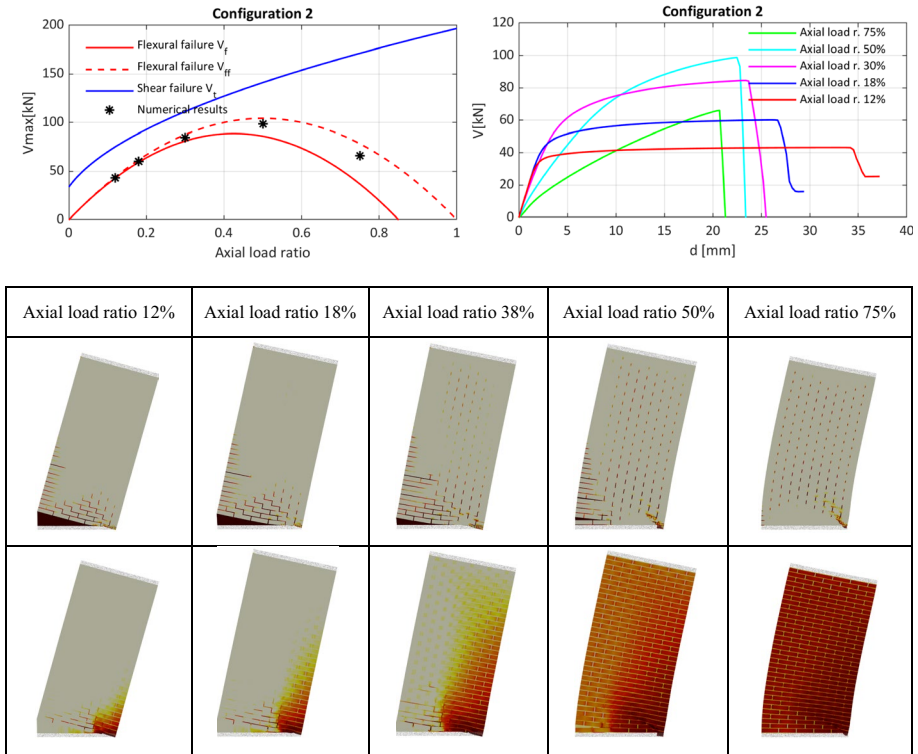 Configuration 2
Flexural failure V_f
Flexural failure V_ff
Shear failure V_t
Numerical results
200
150
100
50
0
0
0.2
0.4
0.6
0.8
1
Vmax[kN]
Axial load ratio
Configuration 2
Axial load r. 75%
Axial load r. 50%
Axial load r. 30%
Axial load r. 18%
Axial load r. 12%
120
100
80
60
40
20
0
0
5
10
15
20
25
30
35
40
V[kN]
d [mm]
Axial load ratio 12%
Axial load ratio 18%
Axial load ratio 38%
Axial load ratio 50%
Axial load ratio 75%